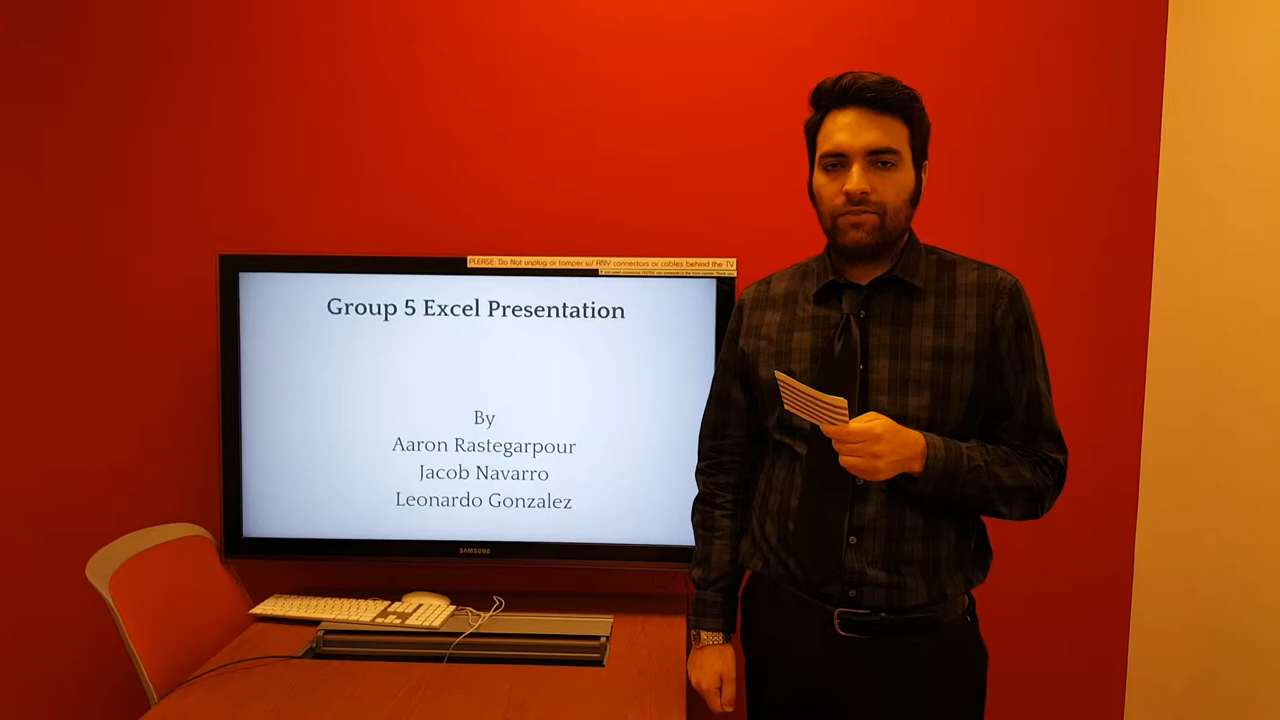 PLEASE: Do Not unplug or tamper w/ ANY connectors or cables behind the TV
Group 5 Excel Presentation
By
Aaron Rastegarpour
Jacob Navarro
Leonardo Gonzalez
SAMSUNG